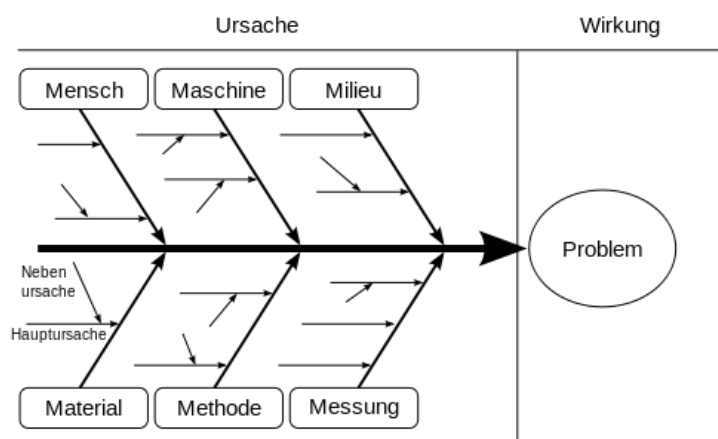 Ursache
Wirkung
Mensch
Maschine
Milieu
Problem
Neben
ursache
Hauptursache
Material
Methode
Messung